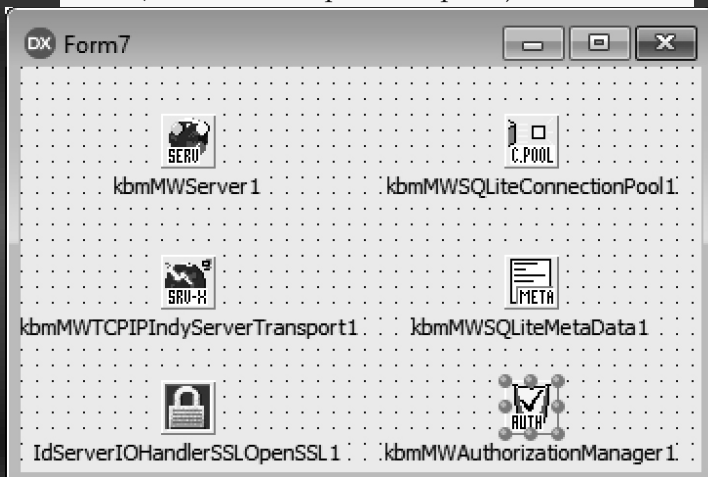 DX Form7
SERV
C.POOL
kbmMWServer1
kbmMWSQLiteConnectionPool1
SRV-X
META
kbmMWTCPIPIndyServerTransport1
kbmMWSQLiteMetaData1
AUTH
IdServerIOHandlerSSLOpenSSL1
kbmMWAuthorizationManager1